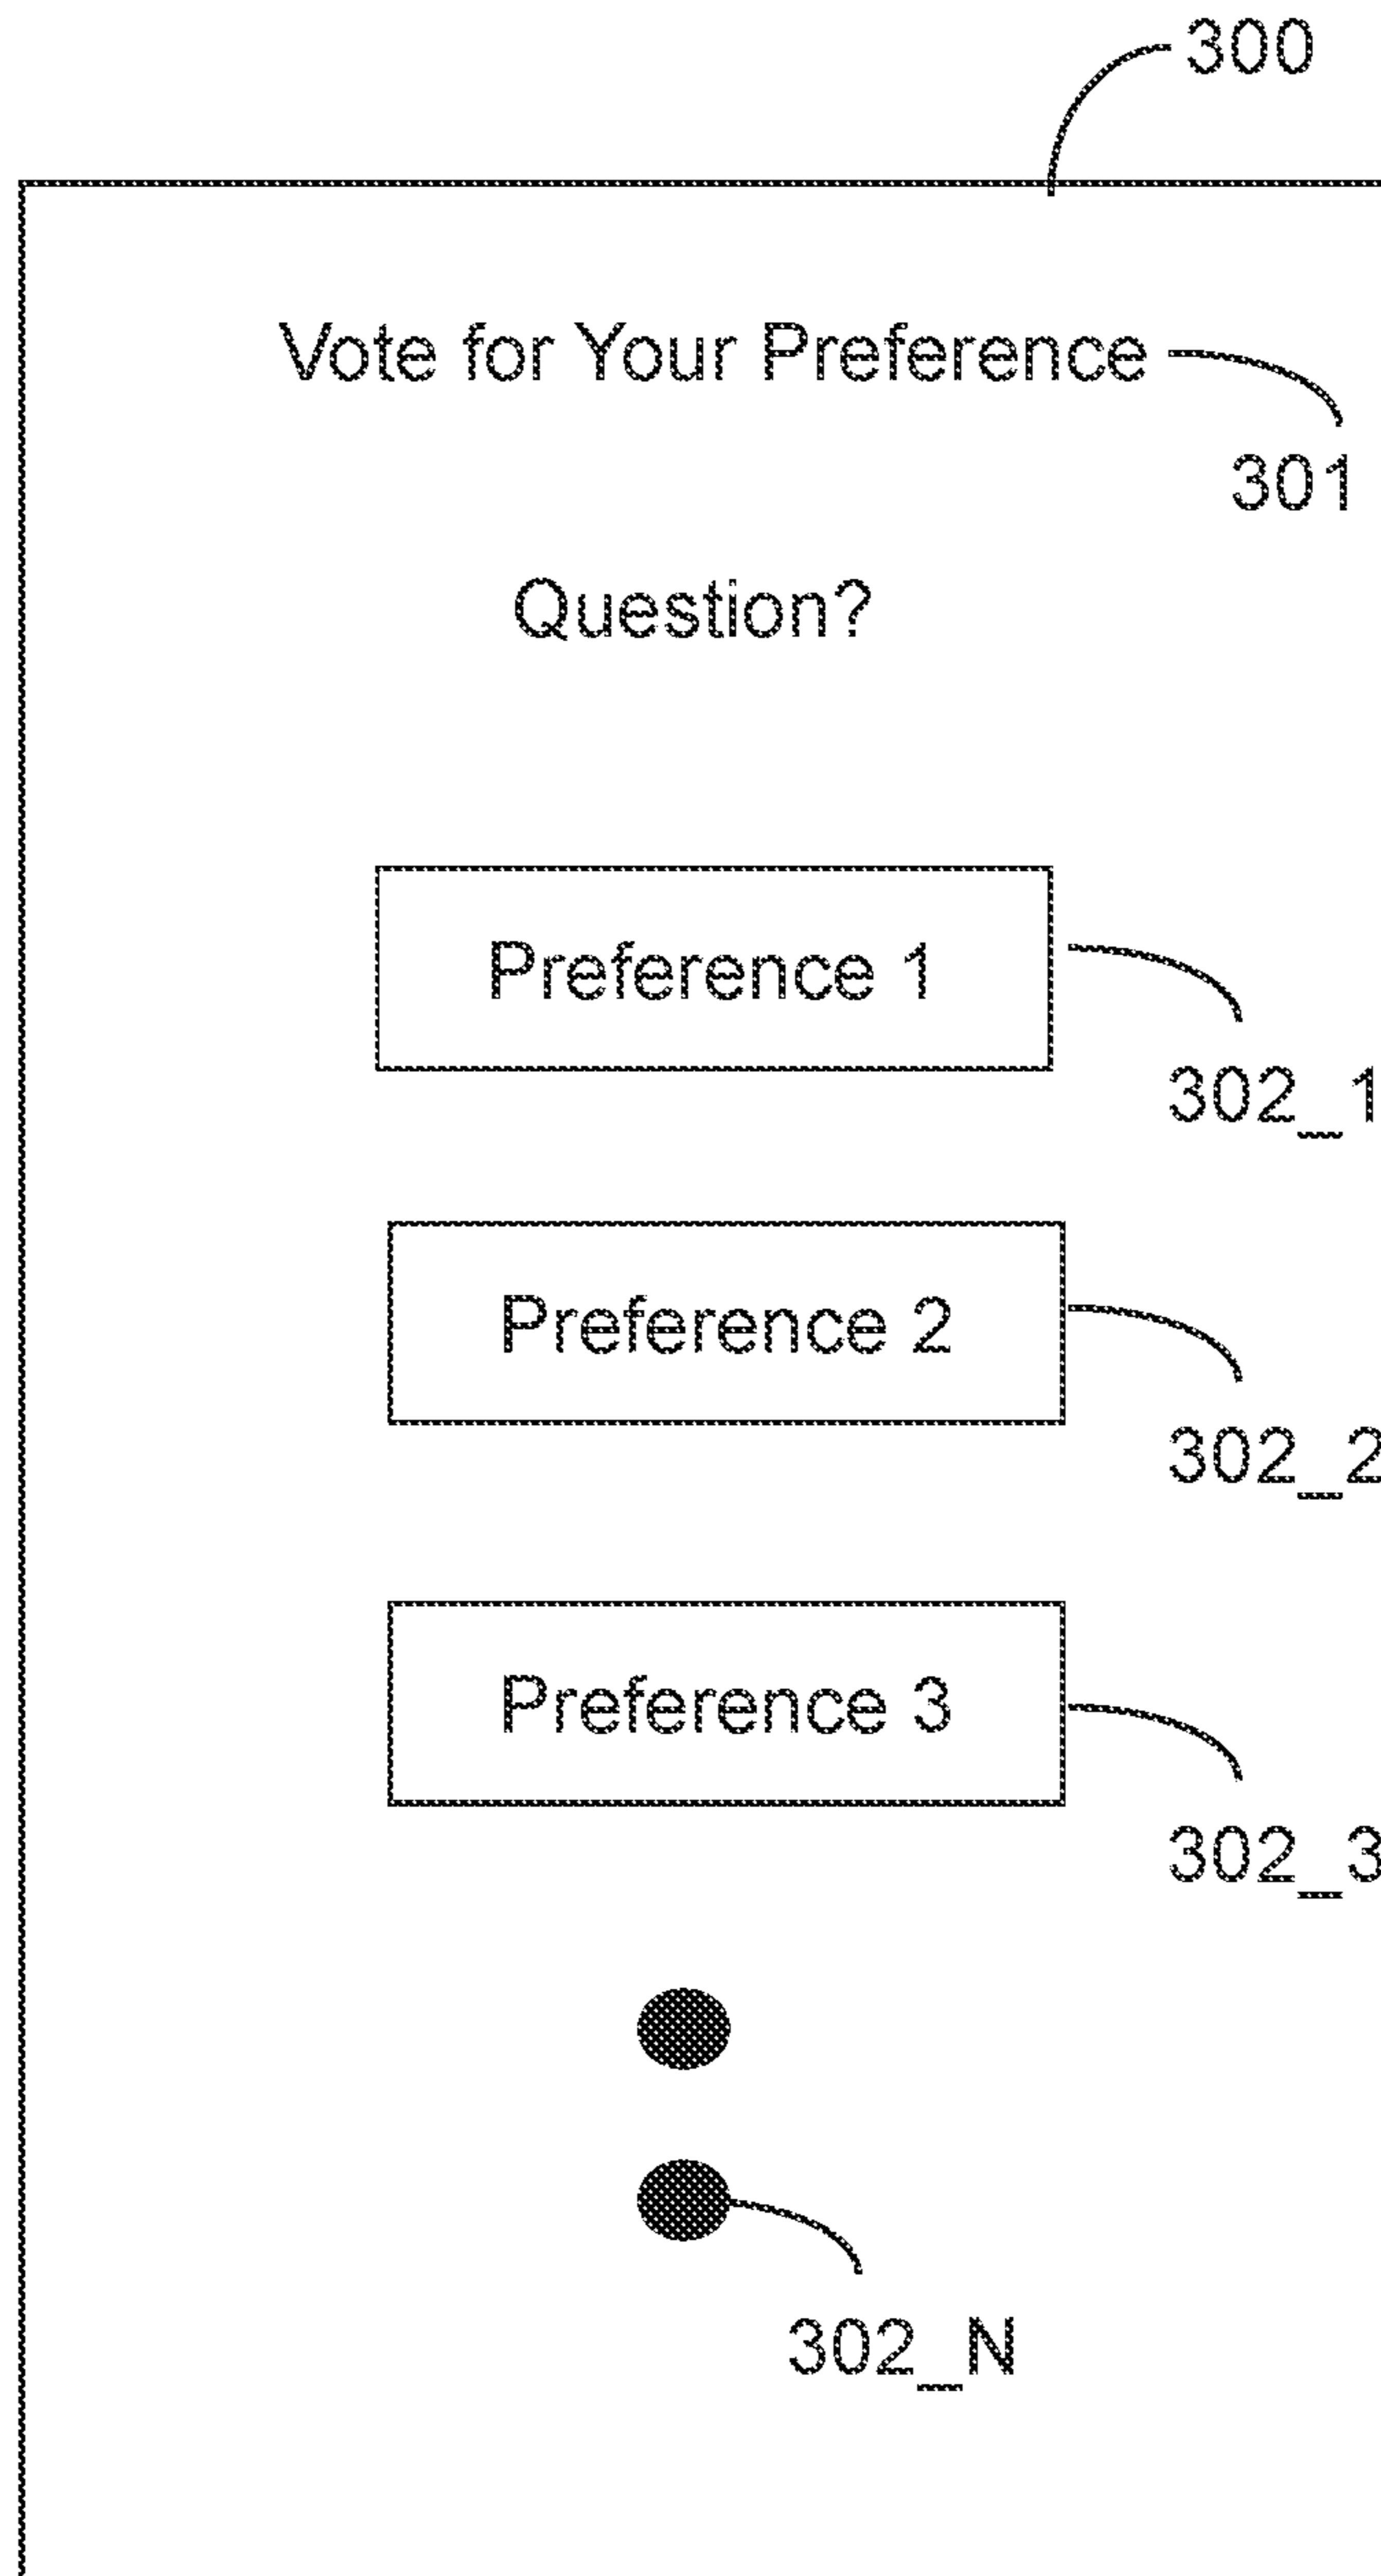 300
Vote for Your Preference
301
Question?
Preference 1
302_1
Preference 2
302_2
Preference 3
302_3
302_N